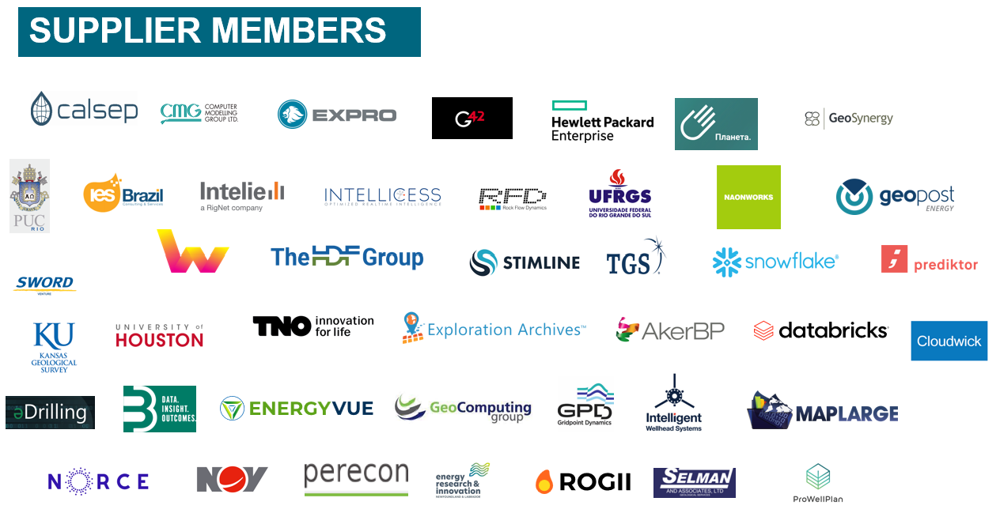 SUPPLIER MEMBERS
calsep
CMG COMPUTER
MODELLING
GROUP LTD.
EXPRO
G42
Hewlett Packard
Enterprise
Планета.
GeoSynergy
PUC
RIO
ies Brazil
Consulting & Services
Intelie
a RigNet company
INTELLICESS
OPTIMIZED REALTIME INTELLIGENCE
RFD
Rock Flow Dynamics
UFRGS
UNIVERSIDADE FEDERAL
DO RIO GRANDE DO SUL
NAONWORKS
geopost
ENERGY
SWORD
VENTURE
W
The HDF Group
STIMLINE
TGS
snowflake®
prediktor
KU
KANSAS
GEOLOGICAL
SURVEY
UNIVERSITY of
HOUSTON
TNO innovation
for life
Exploration Archives™
AkerBP
databricks
Cloudwick
əDrilling
DATA.
INSIGHT.
OUTCOMES.
ENERGYVUE
GeoComputing
group
GPD
Gridpoint Dynamics
Intelligent
Wellhead Systems
MAPLARGE
NORCE
NOV
perecon
energy
research &
innovation
NEWFOUNDLAND & LABRADOR
ROGII
SELMAN
AND ASSOCIATES, LTD
GEOLOGICAL SERVICES
ProWellPlan